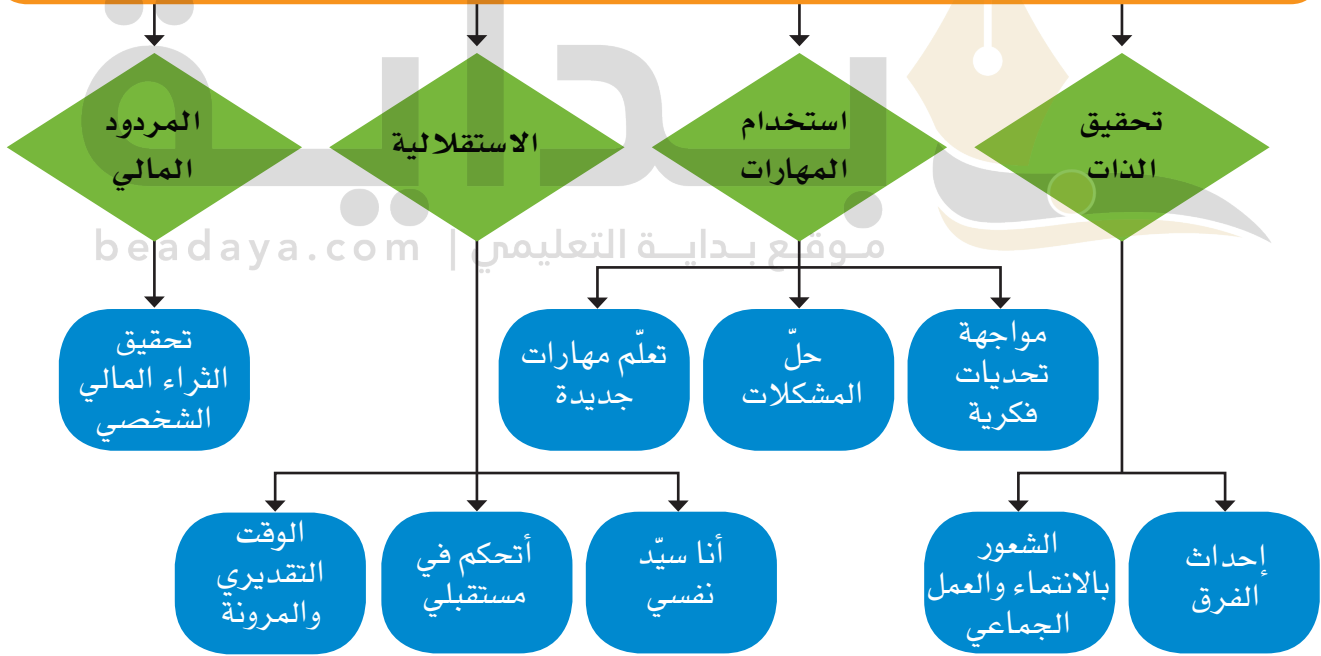 تحقيق
الذات
استخدام
المهارات
الاستقلالية
المردود
المالي
بداية
موقع بداية التعليمي | beadaya.com
مواجهة
تحديات
فكرية
حلّ
المشكلات
تعلّم مهارات
جديدة
تحقيق
الثراء المالي
الشخصي
إحداث
الفرق
الشعور
بالانتماء والعمل
الجماعي
أنا سيّد
نفسي
أتحكم في
مستقبلي
الوقت
التقديري
والمرونة